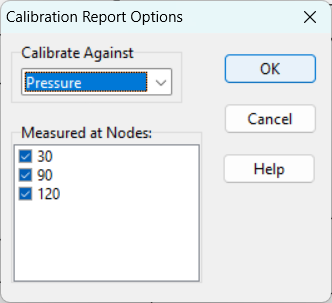 Calibration Report Options
Calibrate Against
Pressure
OK
Cancel
Measured at Nodes:
Help
30
90
120